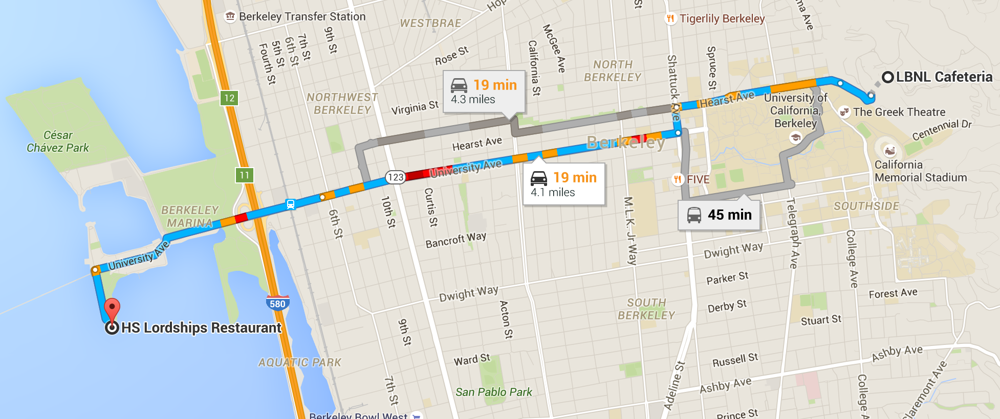 Berkeley Transfer Station
WESTBRAE
Hop
St
Tigerlily Berkeley
ma Ave
9th St
7th St
6th St
5th St
Fourth St
Rose St
McGee Ave
California St
NORTH
BERKELEY
Shattuck Ave
Spruce St
LBNL Cafeteria
12
19 min
4.3 miles
NORTHWEST
BERKELEY
Virginia St
Hearst Ave
University of
California,
Berkeley
The Greek Theatre
Centennial Dr
César
Chávez Park
Hearst Ave
Berkeley
California
Memorial Stadium
11
123
University Ave
19 min
4.1 miles
FIVE
45 min
BERKELEY
MARINA
6th St
10th St
Curtis St
M.L.K. Jr Way
Telegraph Ave
SOUTHSIDE
College Ave
Bancroft Way
Dwight Way
University Ave
HS Lordships Restaurant
580
Dwight Way
Parker St
Forest Ave
Acton St
SOUTH
BERKELEY
Derby St
Stuart St
9th St
AQUATIC PARK
Ward St
Russell St
Ashby Ave
Ashby Ave
Adeline St
7th St
San Pablo Park
College A
Claremont Ave
Berkeley Bowl West
Prince St